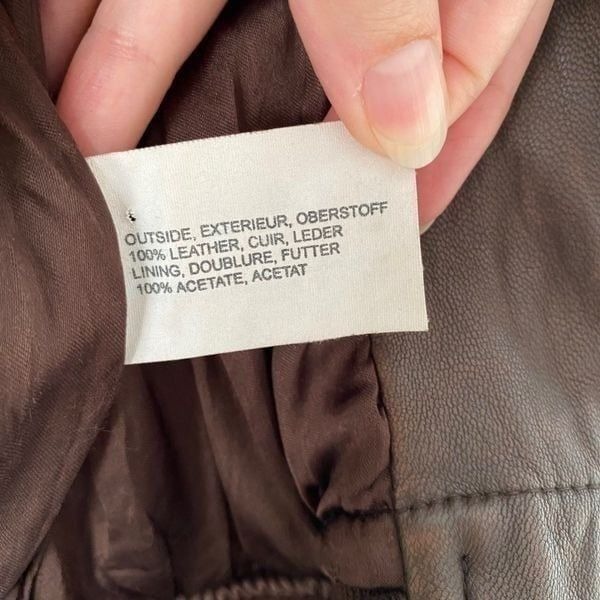 OUTSIDE, EXTERIEUR, OBERSTOFF
100% LEATHER, CUIR, LEDER
LINING, DOUBLURE, FUTTER
100% ACETATE, ACETAT